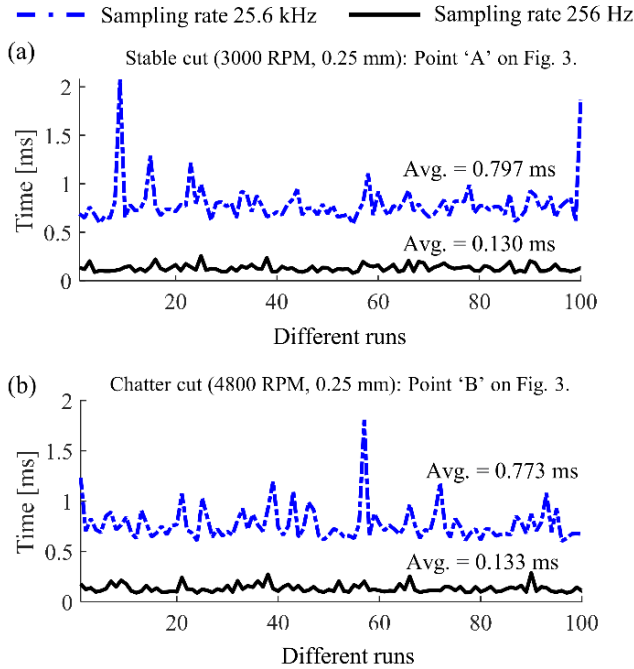 Sampling rate 25.6 kHz Sampling rate 256 Hz
(a) Stable cut (3000 RPM, 0.25 mm): Point ‘A’ on Fig. 3.
2
1.5
1
0.5
0
Time [ms]
Avg. = 0.797 ms
Avg. = 0.130 ms
20 40 60 80 100
Different runs
(b) Chatter cut (4800 RPM, 0.25 mm): Point ‘B’ on Fig. 3.
2
1.5
1
0.5
0
Time [ms]
Avg. = 0.773 ms
Avg. = 0.133 ms
20 40 60 80 100
Different runs